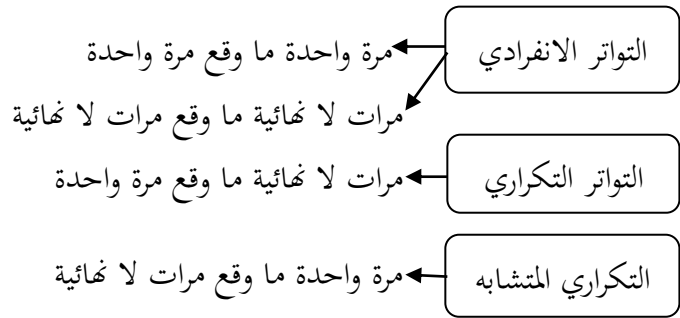 التواتر الانفرادي
مرة واحدة ما وقع مرة واحدة
مرات لا نهائية ما وقع مرات لا نهائية
التواتر التكراري
مرات لا نهائية ما وقع مرة واحدة
التكراري المتشابه
مرة واحدة ما وقع مرات لا نهائية